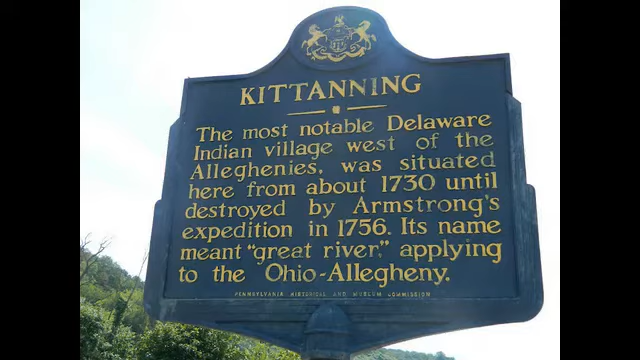 KITTANNING
The most notable Delaware
Indian village west of the
Alleghenies, was situated
here from about 1730 until
destroyed by Armstrong's
expedition in 1756. Its name
meant "great river," applying
to the Ohio-Allegheny.
PENNSYLVANIA HISTORICAL AND MUSEUM COMMISSION